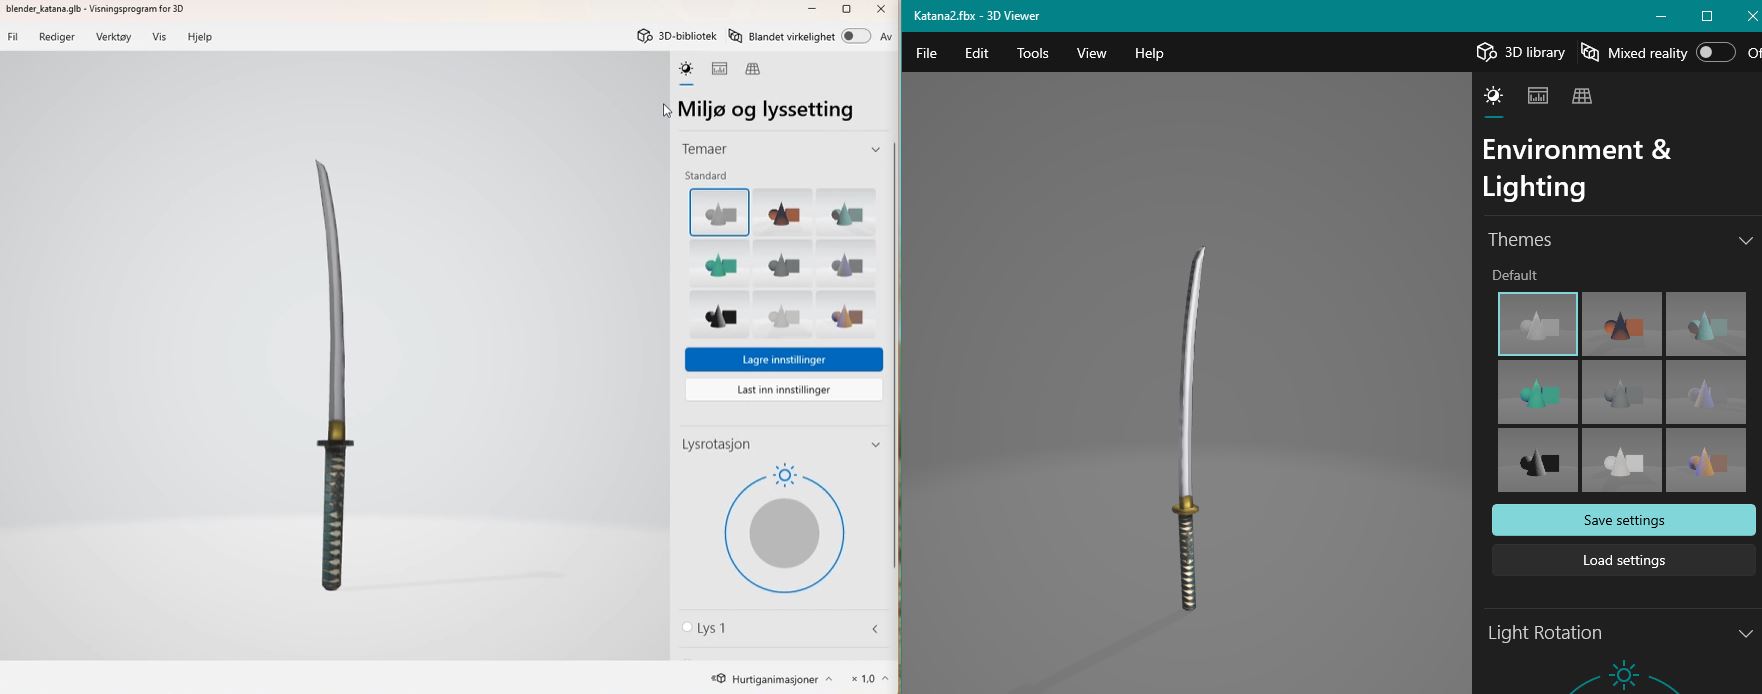 blender_katana.glb - Visningsprogram for 3D
Fil Rediger Verktøy Vis Hjelp
3D-bibliotek Blandet virkelighet Av
Miljø og lyssetting
Temaer
Standard
Lagre innstillinger
Last inn innstillinger
Lysrotasjon
Lys 1
Hurtiganimasjoner × 1.0
Katana2.fbx - 3D Viewer
File Edit Tools View Help
3D library Mixed reality
Environment &
Lighting
Themes
Default
Save settings
Load settings
Light Rotation